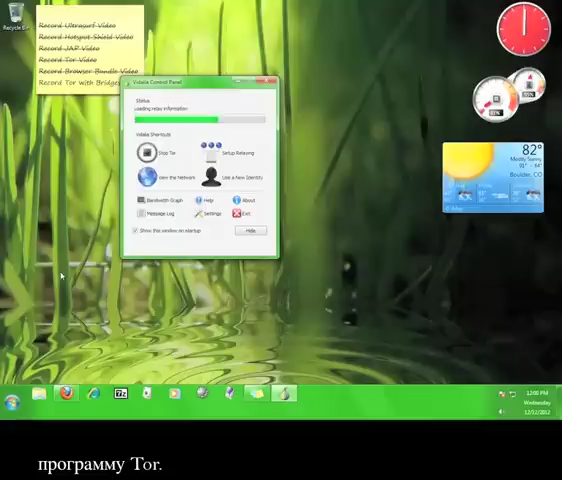 Recycle Bin
Record Ultrasurf Video
Record Hotspot Shield Video
Record JAP Video
Record Tor Video
Record Browser Bundle Video
Record Tor with Bridges
Vidalia Control Panel
Status
Loading relay information
Vidalia Shortcuts
Stop Tor
Setup Relaying
View the Network
Use a New Identity
Bandwidth Graph
Help
About
Message Log
Settings
Exit
Show this window on startup
Hide
82°
Mostly Sunny
Boulder, CO
7z
12:00 PM
Wednesday
12/12/2012
программу Tor.